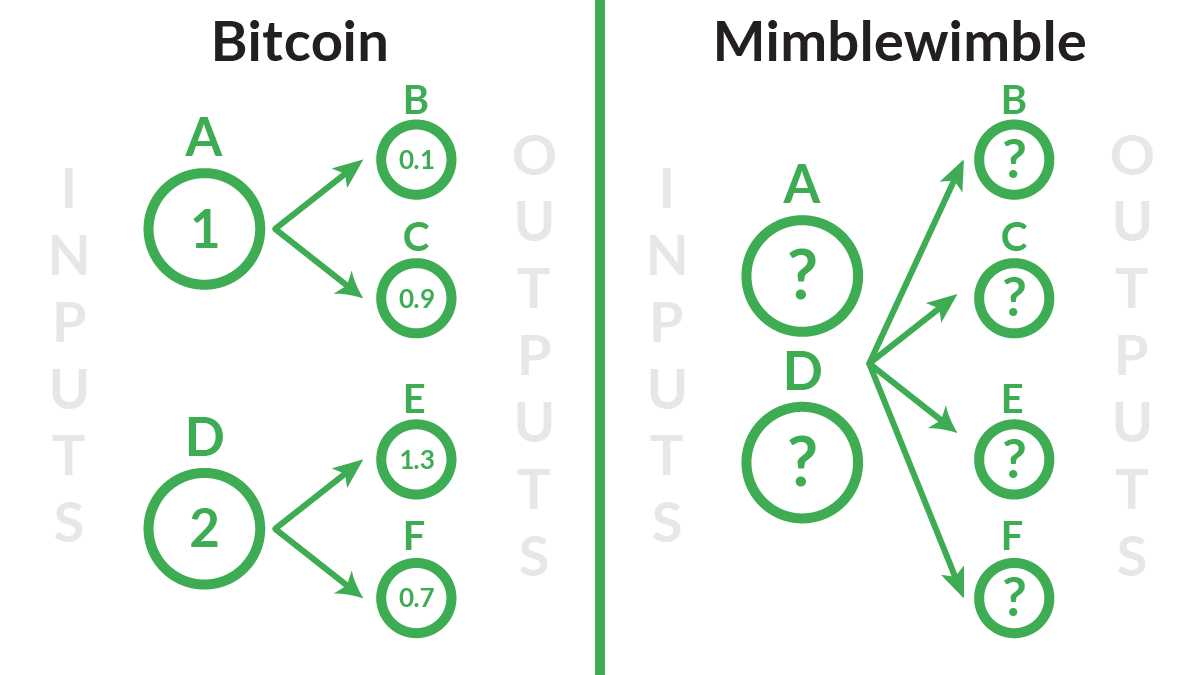 Bitcoin
INPUTS
A
1
B
0.1
C
0.9
D
2
E
1.3
F
0.7
OUTPUTS
Mimblewimble
INPUTS
A
?
D
?
B
?
C
?
E
?
F
?
OUTPUTS